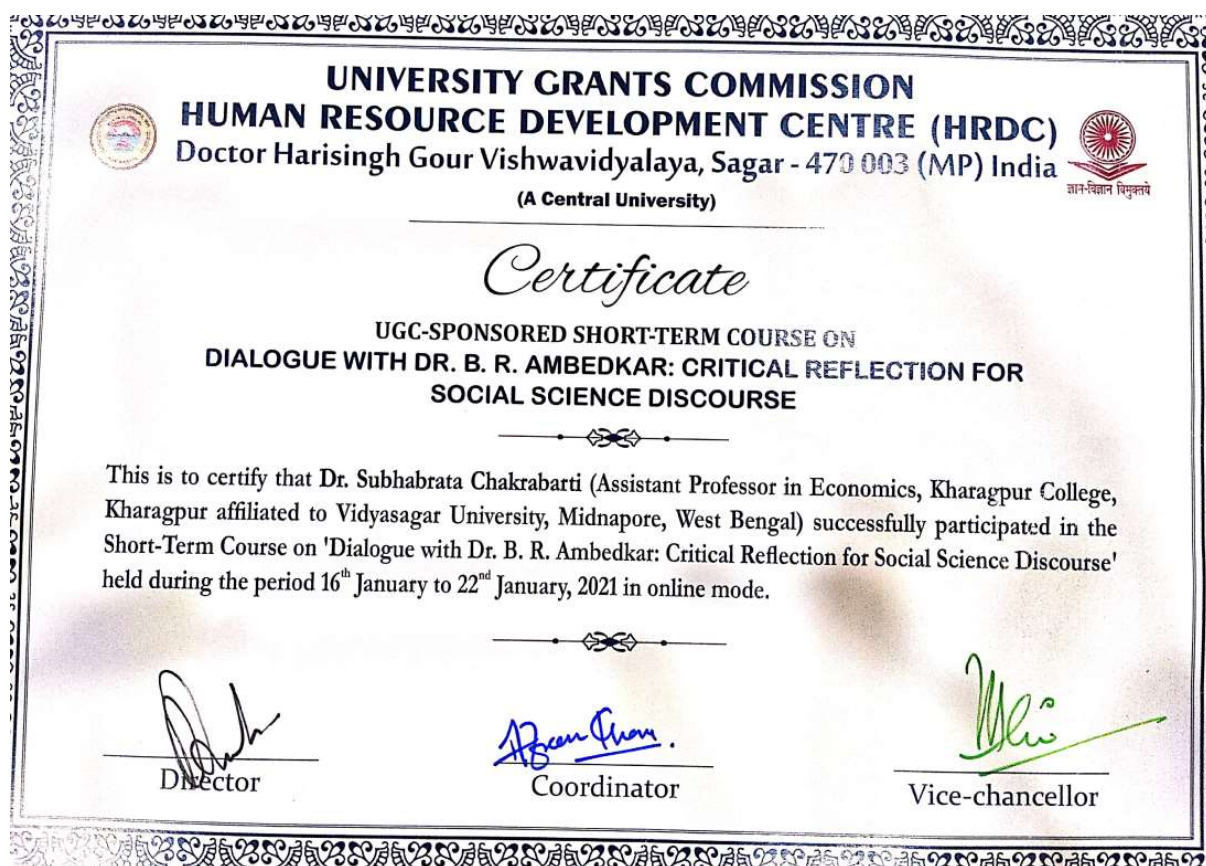 UNIVERSITY GRANTS COMMISSION
HUMAN RESOURCE DEVELOPMENT CENTRE (HRDC)
Doctor Harisingh Gour Vishwavidyalaya, Sagar - 470 003 (MP) India
(A Central University)
ज्ञान-विज्ञान विमुक्तये
Certificate
UGC-SPONSORED SHORT-TERM COURSE ON
DIALOGUE WITH DR. B. R. AMBEDKAR: CRITICAL REFLECTION FOR
SOCIAL SCIENCE DISCOURSE
This is to certify that Dr. Subhabrata Chakrabarti (Assistant Professor in Economics, Kharagpur College,
Kharagpur affiliated to Vidyasagar University, Midnapore, West Bengal) successfully participated in the
Short-Term Course on 'Dialogue with Dr. B. R. Ambedkar: Critical Reflection for Social Science Discourse'
held during the period 16th January to 22nd January, 2021 in online mode.
Director
Coordinator
Vice-chancellor